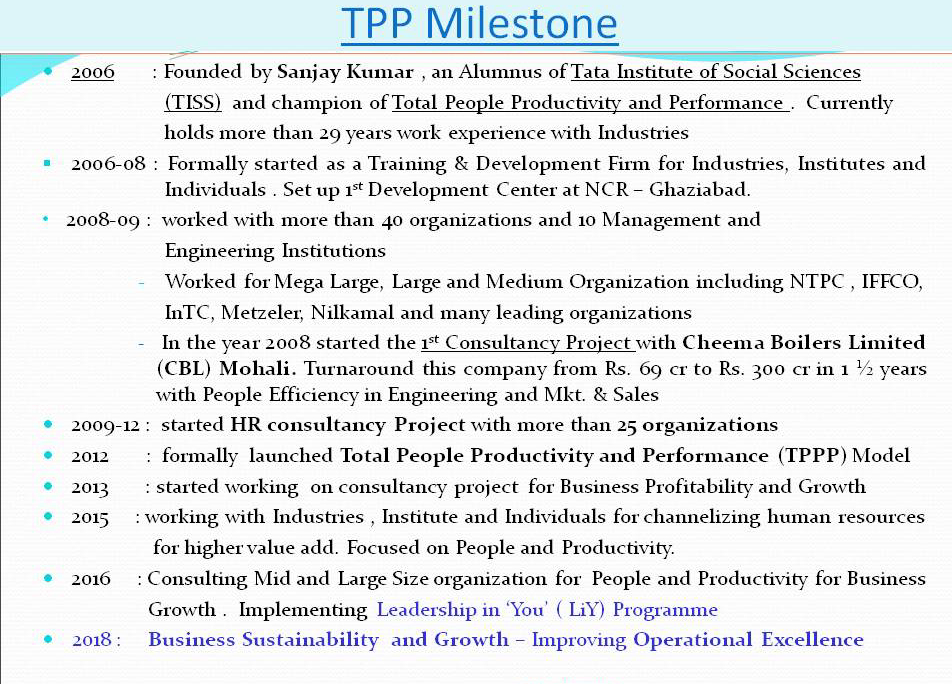 TPP Milestone
2006 : Founded by Sanjay Kumar , an Alumnus of Tata Institute of Social Sciences
(TISS) and champion of Total People Productivity and Performance . Currently
holds more than 29 years work experience with Industries
2006-08 : Formally started as a Training & Development Firm for Industries, Institutes and
Individuals . Set up 1st Development Center at NCR – Ghaziabad.
2008-09 : worked with more than 40 organizations and 10 Management and
Engineering Institutions
- Worked for Mega Large, Large and Medium Organization including NTPC , IFFCO,
InTC, Metzeler, Nilkamal and many leading organizations
- In the year 2008 started the 1st Consultancy Project with Cheema Boilers Limited
(CBL) Mohali. Turnaround this company from Rs. 69 cr to Rs. 300 cr in 1 ½ years
with People Efficiency in Engineering and Mkt. & Sales
2009-12 : started HR consultancy Project with more than 25 organizations
2012 : formally launched Total People Productivity and Performance (TPPP) Model
2013 : started working on consultancy project for Business Profitability and Growth
2015 : working with Industries , Institute and Individuals for channelizing human resources
for higher value add. Focused on People and Productivity.
2016 : Consulting Mid and Large Size organization for People and Productivity for Business
Growth . Implementing Leadership in ‘You’ ( LiY) Programme
2018 : Business Sustainability and Growth – Improving Operational Excellence